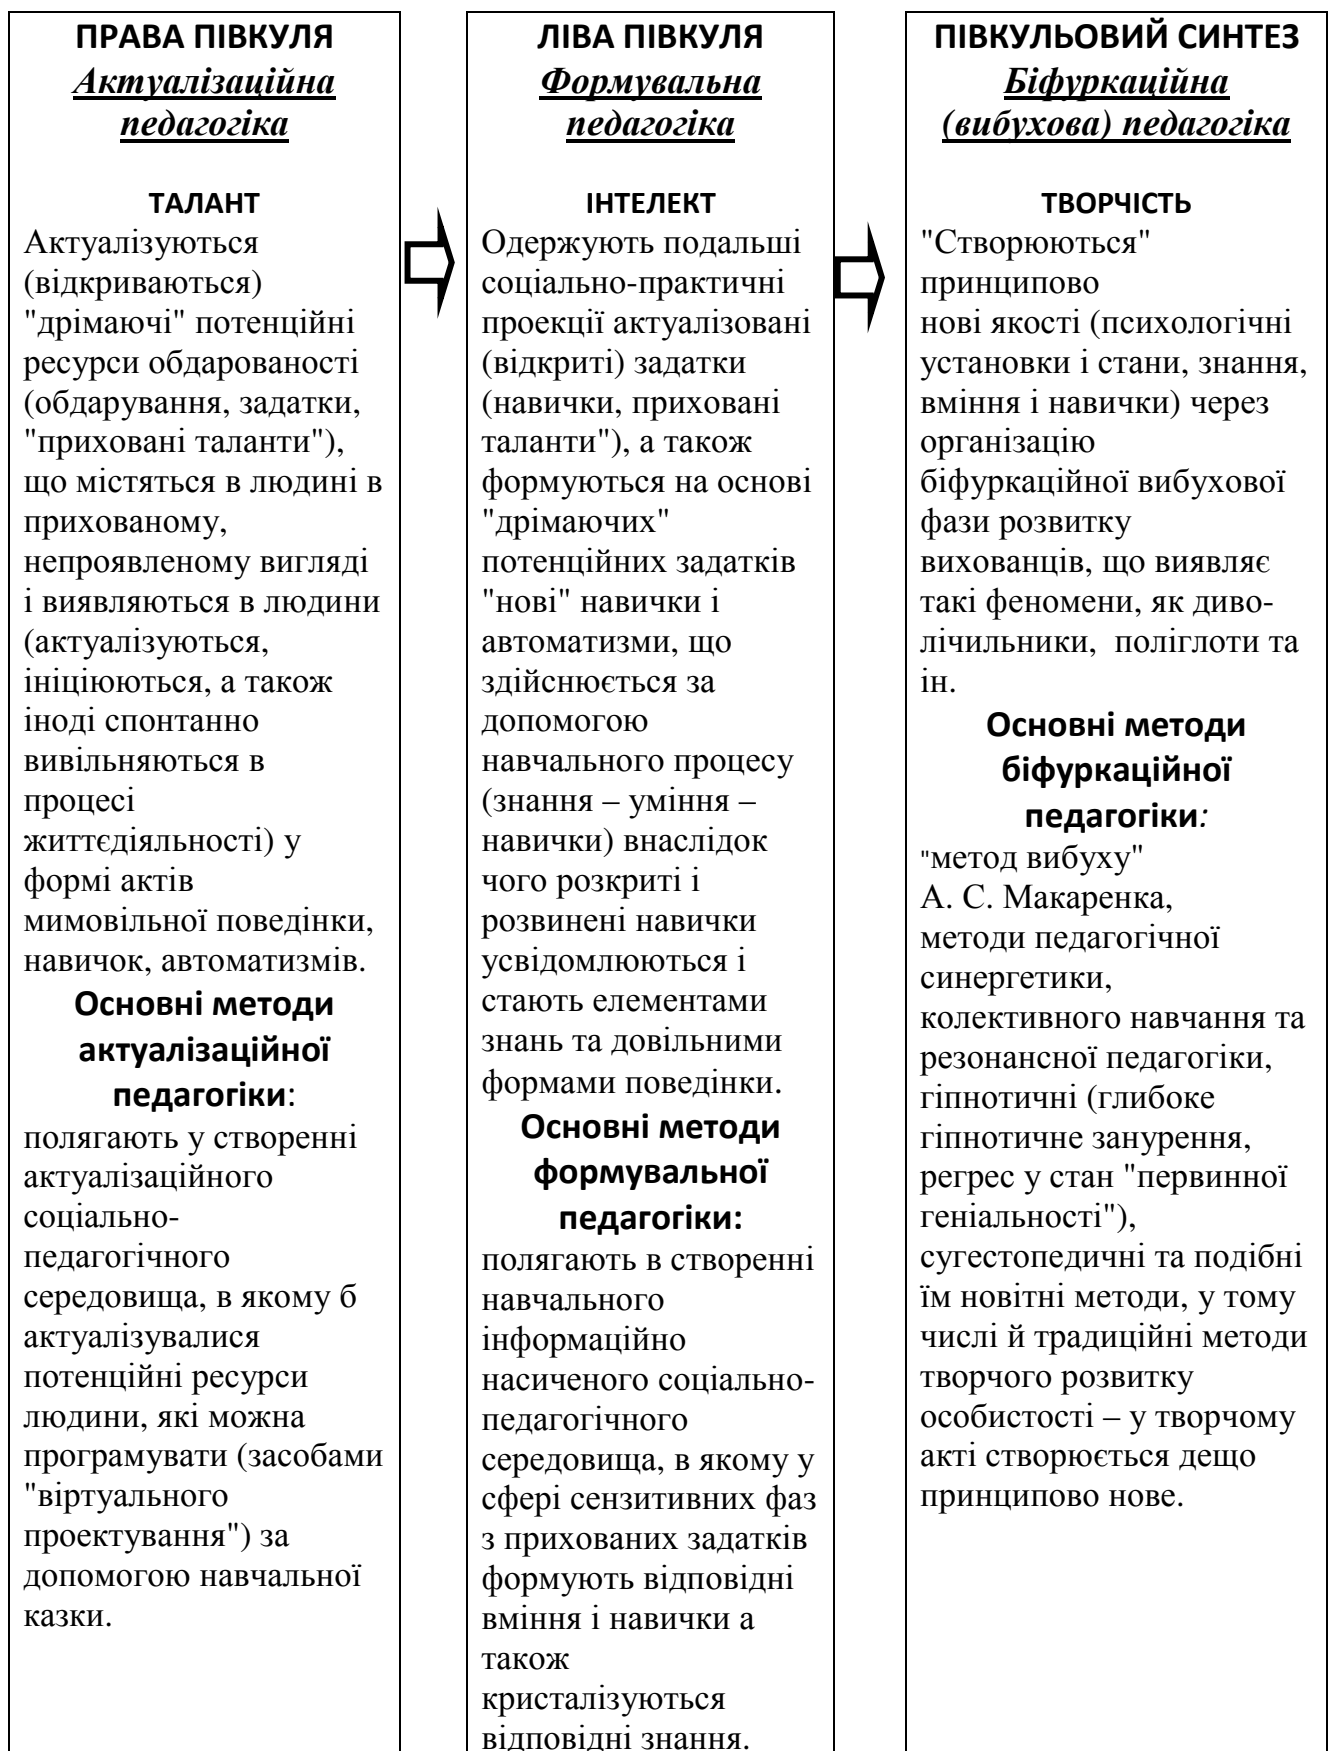 ПРАВА ПІВКУЛЯ
Актуалізаційна
педагогіка
ТАЛАНТ
Актуалізуються
(відкриваються)
"дрімаючі" потенційні
ресурси обдарованості
(обдарування, задатки,
"приховані таланти"),
що містяться в людині в
прихованому,
непроявленому вигляді
і виявляються в людини
(актуалізуються,
ініціюються, а також
іноді спонтанно
вивільняються в
процесі
життєдіяльності) у
формі актів
мимовільної поведінки,
навичок, автоматизмів.
Основні методи
актуалізаційної
педагогіки:
полягають у створенні
актуалізаційного
соціально-
педагогічного
середовища, в якому б
актуалізувалися
потенційні ресурси
людини, які можна
програмувати (засобами
"віртуального
проектування") за
допомогою навчальної
казки.
ЛІВА ПІВКУЛЯ
Формувальна
педагогіка
ІНТЕЛЕКТ
Одержують подальші
соціально-практичні
проекції актуалізовані
(відкриті) задатки
(навички, приховані
таланти"), а також
формуються на основі
"дрімаючих"
потенційних задатків
"нові" навички і
автоматизми, що
здійснюється за
допомогою
навчального процесу
(знання – уміння –
навички) внаслідок
чого розкриті і
розвинені навички
усвідомлюються і
стають елементами
знань та довільними
формами поведінки.
Основні методи
формувальної
педагогіки:
полягають в створенні
навчального
інформаційно
насиченого соціально-
педагогічного
середовища, в якому у
сфері сензитивних фаз
з прихованих задатків
формують відповідні
вміння і навички а
також
кристалізуються
відповідні знання.
ПІВКУЛЬОВИЙ СИНТЕЗ
Біфуркаційна
(вибухова) педагогіка
ТВОРЧІСТЬ
"Створюються"
принципово
нові якості (психологічні
установки і стани, знання,
вміння і навички) через
організацію
біфуркаційної вибухової
фази розвитку
вихованців, що виявляє
такі феномени, як диво-
лічильники, поліглоти та
ін.
Основні методи
біфуркаційної
педагогіки:
"метод вибуху"
А. С. Макаренка,
методи педагогічної
синергетики,
колективного навчання та
резонансної педагогіки,
гіпнотичні (глибоке
гіпнотичне занурення,
регрес у стан "первинної
геніальності"),
сугестопедичні та подібні
їм новітні методи, у тому
числі й традиційні методи
творчого розвитку
особистості – у творчому
акті створюється дещо
принципово нове.